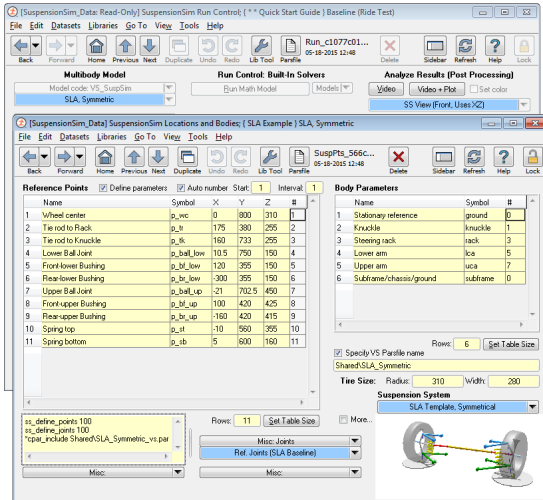 [SuspensionSim_Data: Read-Only] SuspensionSim Run Control; { * * Quick Start Guide } Baseline (Ride Test)
File Edit Datasets Libraries Go To View Tools Help
Back Forward Home Previous Next Duplicate Undo Redo Lib Tool Parsfile Run_c1077c01... 05-18-2015 12:48 Delete Sidebar Refresh Help Lock
Multibody Model Run Control: Built-In Solvers Analyze Results (Post Processing)
Model code: VS_SuspSim Run Math Model Models Video Video + Plot Set color
SLA, Symmetric SS View (Front, Uses XZ)
[SuspensionSim_Data] SuspensionSim Locations and Bodies; { SLA Example } SLA, Symmetric
File Edit Datasets Libraries Go To View Tools Help
SuspPts_566c...
Back Forward Home Previous Next Duplicate Undo Redo Lib Tool Parsfile 05-18-2015 12:48 Delete Sidebar Refresh Help Lock
Reference Points Define parameters Auto number Start: 1 Interval: 1 Body Parameters
Name Symbol X Y Z # Name Symbol #
1 Wheel center p_wc 0 800 310 1 1 Stationary reference ground 0
2 Tie rod to Rack p_tr 175 380 255 2 2 Knuckle knuckle 1
3 Tie rod to Knuckle p_tk 160 733 255 3 3 Steering rack rack 3
4 Lower Ball Joint p_ball_low 10.5 750 150 4 4 Lower arm lca 5
5 Front-lower Bushing p_bf_low 120 355 150 5 5 Upper arm uca 7
6 Rear-lower Bushing p_br_low -300 355 150 6 6 Subframe/chassis/ground subframe 0
7 Upper Ball Joint p_ball_up -21 702.5 450 7
8 Front-upper Bushing p_bf_up 100 420 425 8
9 Rear-upper Bushing p_br_up -160 420 415 9
10 Spring top p_st -10 560 355 10
11 Spring bottom p_sb 5 600 160 11
Rows: 6 Set Table Size
Specify VS Parsfile name
Shared\SLA_Symmetric
Tire Size: Radius: 310 Width: 280
Suspension System
SLA Template, Symmetrical
ss_define_points 100
ss_define_joints 100
*cpar_include Shared\SLA_Symmetric_vs.par
Rows: 11 Set Table Size More...
Misc: Joints
Ref. Joints (SLA Baseline)
Misc: Misc: